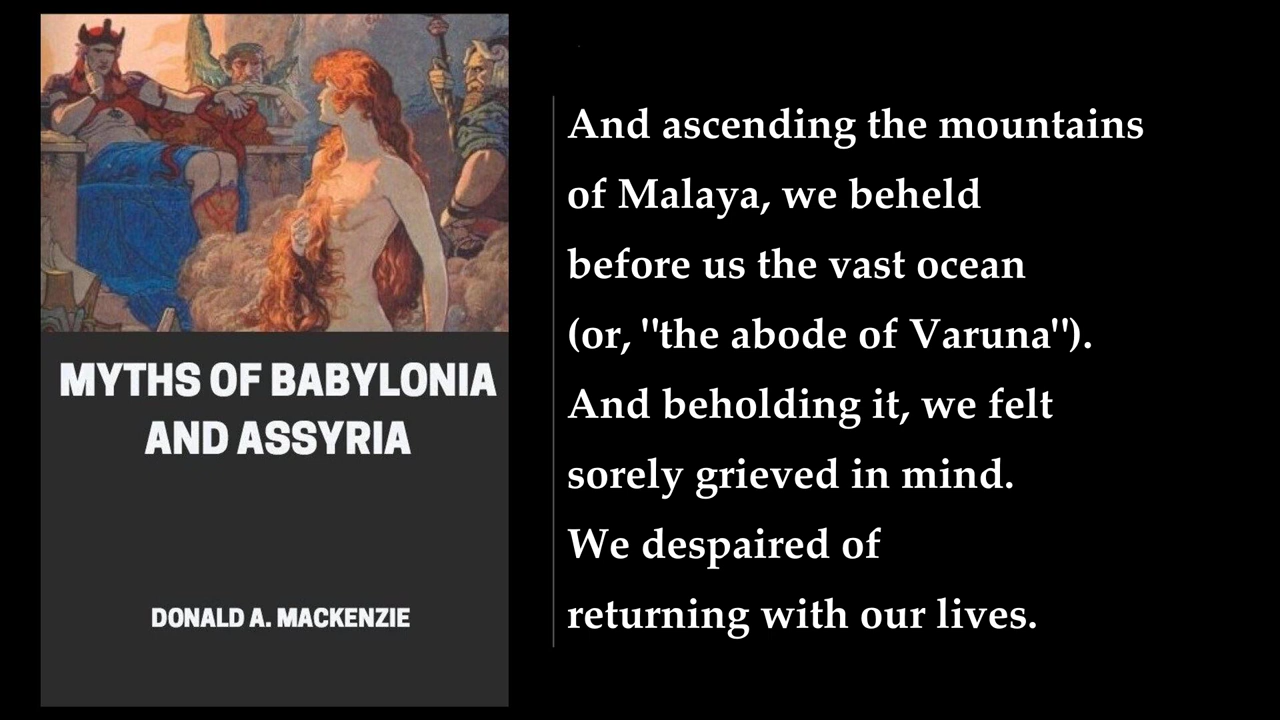 MYTHS OF BABYLONIA
AND ASSYRIA
DONALD A. MACKENZIE
And ascending the mountains
of Malaya, we beheld
before us the vast ocean
(or, "the abode of Varuna").
And beholding it, we felt
sorely grieved in mind.
We despaired of
returning with our lives.